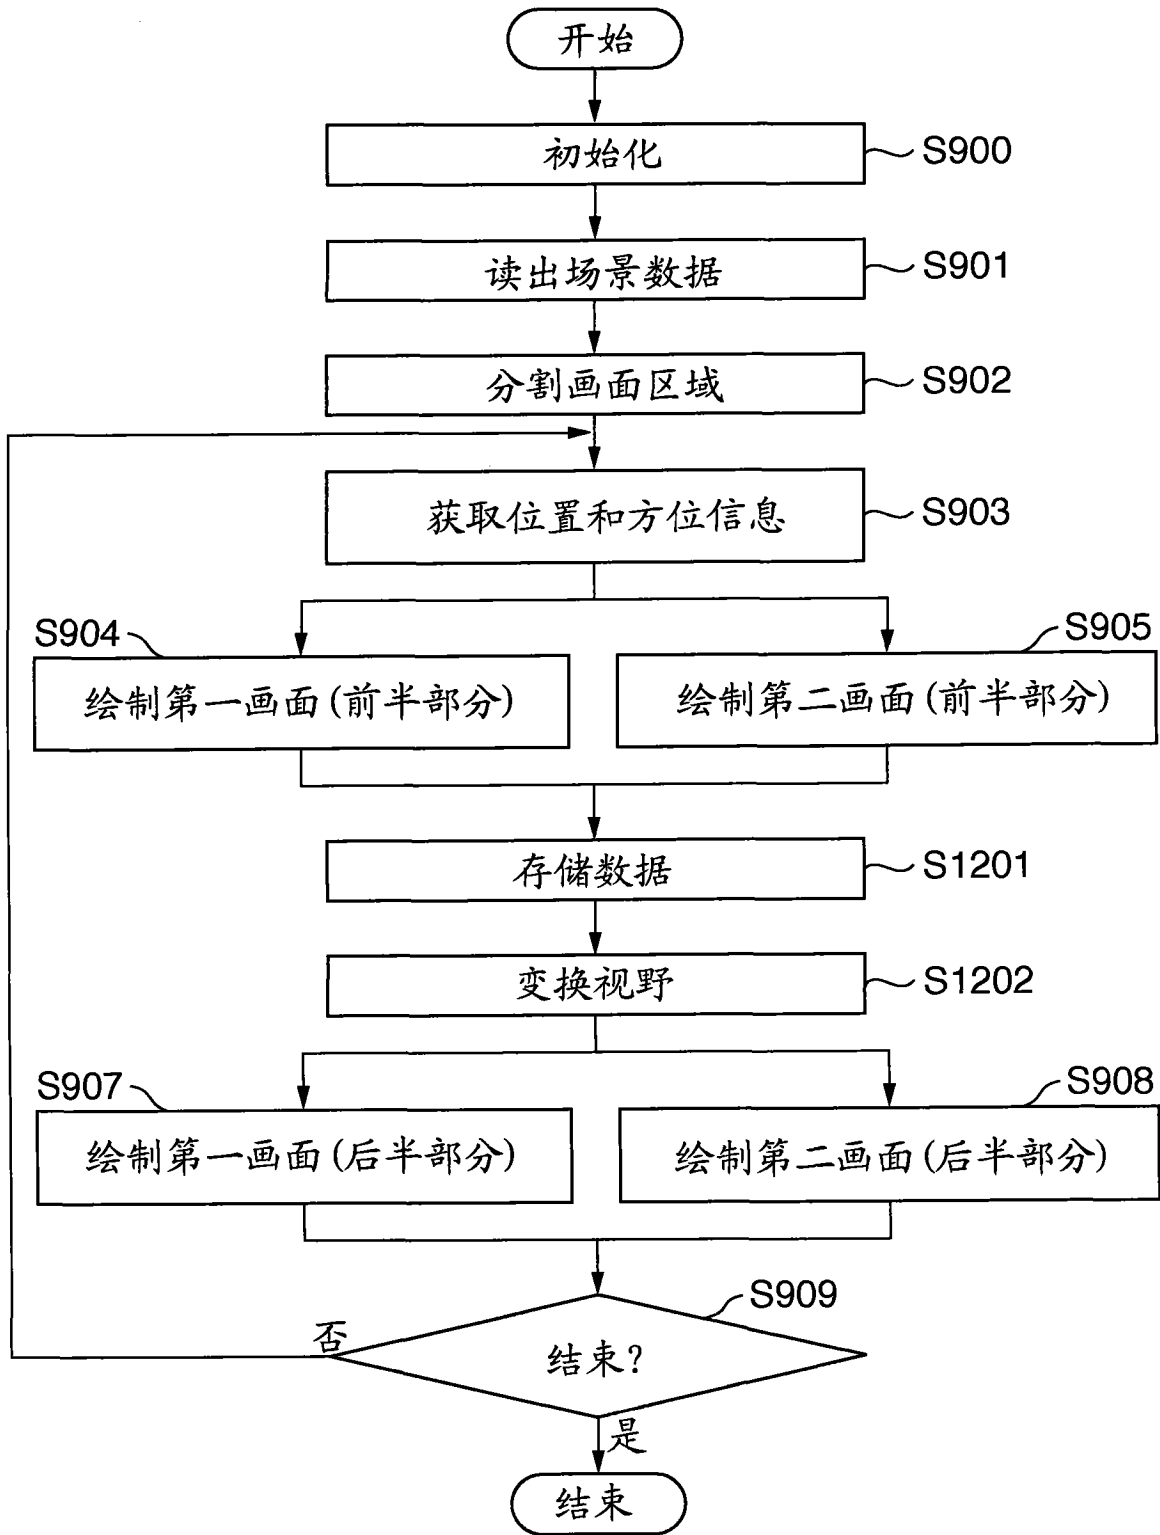 开始
初始化
S900
读出场景数据
S901
分割画面区域
S902
获取位置和方位信息
S903
S904
S905
绘制第一画面(前半部分)
绘制第二画面(前半部分)
存储数据
S1201
变换视野
S1202
S907
S908
绘制第一画面(后半部分)
绘制第二画面(后半部分)
S909
否
结束?
是
结束